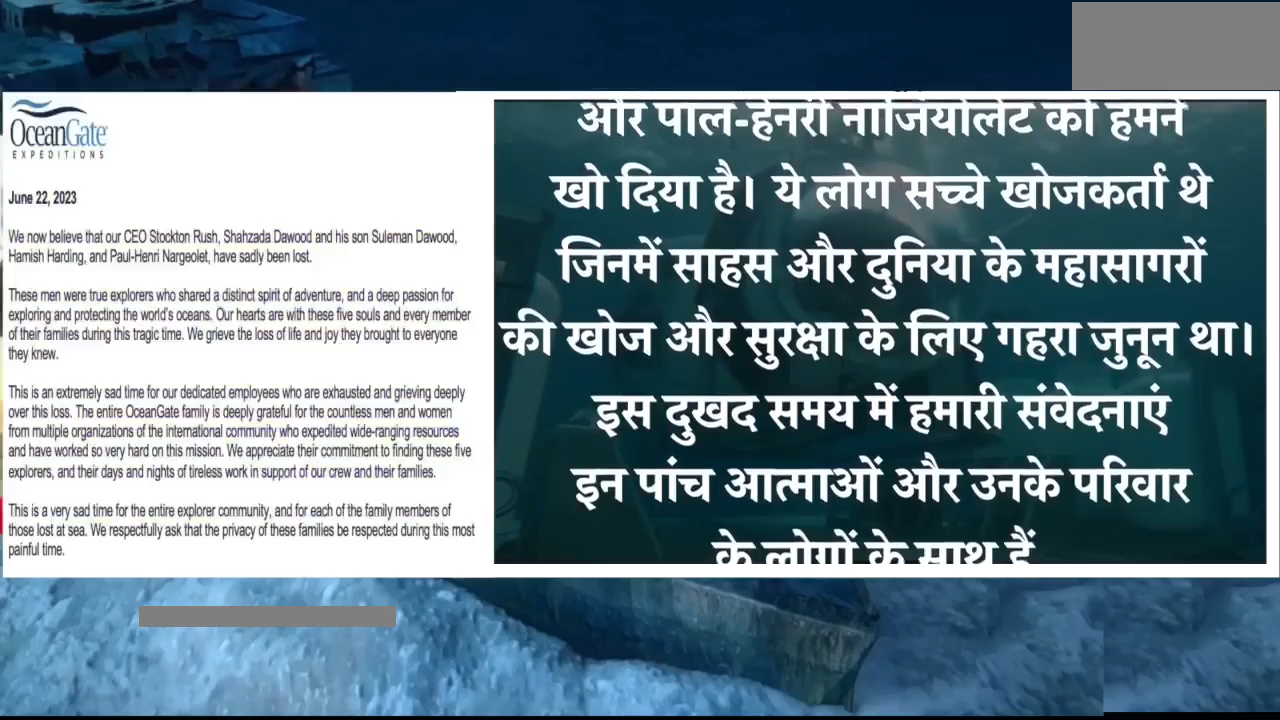 OceanGate
EXPEDITIONS
June 22, 2023
We now believe that our CEO Stockton Rush, Shahzada Dawood and his son Suleman Dawood,
Hamish Harding, and Paul-Henri Nargeolet, have sadly been lost.
These men were true explorers who shared a distinct spirit of adventure, and a deep passion for
exploring and protecting the world's oceans. Our hearts are with these five souls and every member
of their families during this tragic time. We grieve the loss of life and joy they brought to everyone
they knew.
This is an extremely sad time for our dedicated employees who are exhausted and grieving deeply
over this loss. The entire OceanGate family is deeply grateful for the countless men and women
from multiple organizations of the international community who expedited wide-ranging resources
and have worked so very hard on this mission. We appreciate their commitment to finding these five
explorers, and their days and nights of tireless work in support of our crew and their families.
This is a very sad time for the entire explorer community, and for each of the family members of
those lost at sea. We respectfully ask that the privacy of these families be respected during this most
painful time.
और पाल-हेनरी नार्जियोलेट को हमने
खो दिया है। ये लोग सच्चे खोजकर्ता थे
जिनमें साहस और दुनिया के महासागरों
की खोज और सुरक्षा के लिए गहरा जुनून था।
इस दुखद समय में हमारी संवेदनाएं
इन पांच आत्माओं और उनके परिवार
के लोगों के साथ हैं